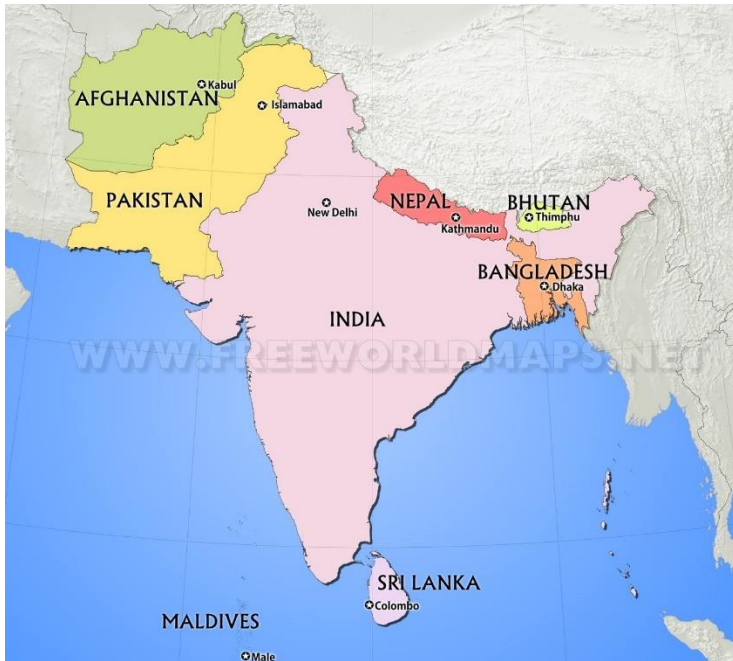 Kabul
AFGHANISTAN
Islamabad
PAKISTAN
New Delhi
NEPAL
Kathmandu
BHUTAN
Thimphu
BANGLADESH
Dhaka
INDIA
WWW.FREEWORLDMAPS.NET
SRI LANKA
Colombo
MALDIVES
Male